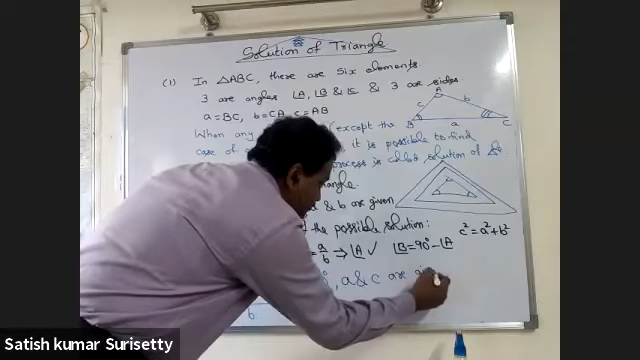 Solution of Triangle
(1) In △ABC, there are six elements.
3 are angles ∠A, ∠B & ∠C & 3 are sides
a = BC, b = CA, c = AB
When any (except the
case of it is possible to find
process is called solution of △
A
c b
B a C
& b are given
the possible solution:
= a/b → ∠A ✓ ∠B = 90° − ∠A c² = a² + b²
, a & c are
b
Satish kumar Surisetty